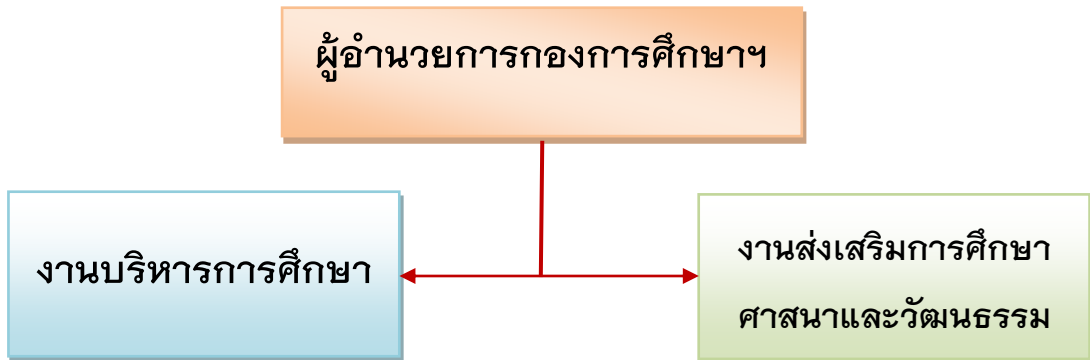 ผู้อำนวยการกองการศึกษาฯ
งานบริหารการศึกษา
งานส่งเสริมการศึกษา
ศาสนาและวัฒนธรรม